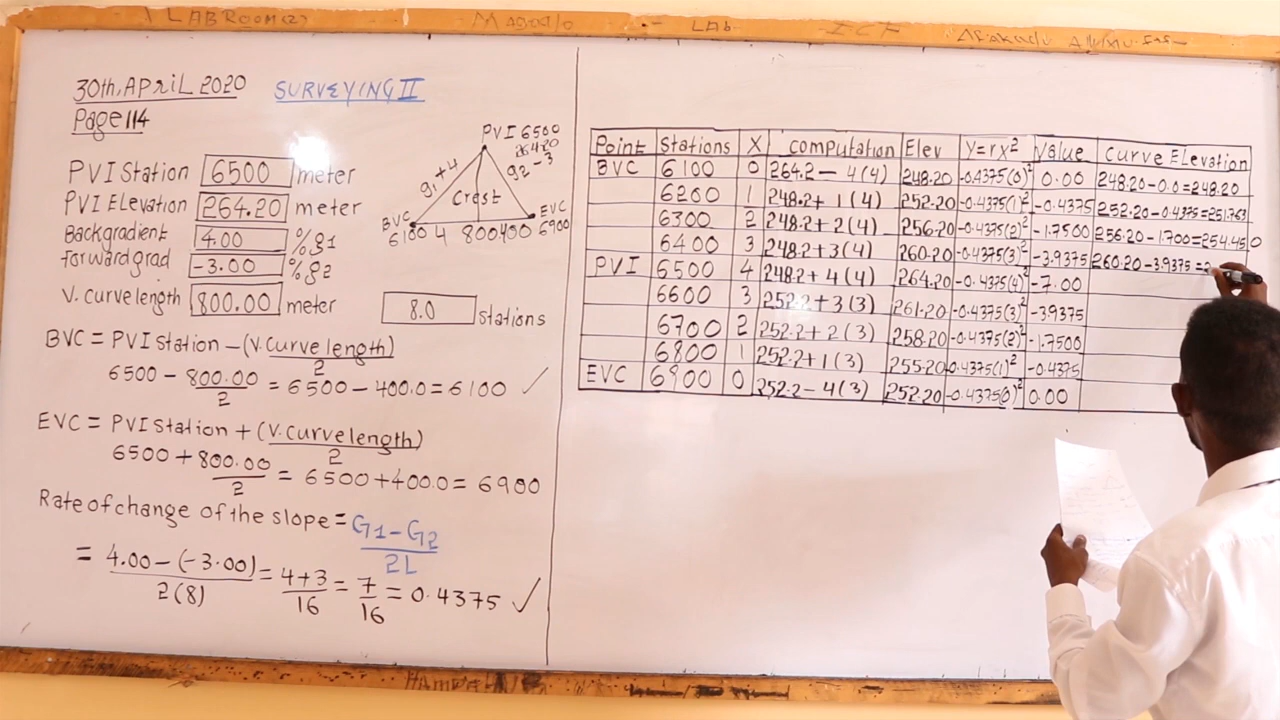 LAB Room (2) LAB ICT
30th, APRiL 2020 SURVEYING II
Page 114
PVI Station 6500 meter
PVI Elevation 264.20 meter
Backgradient 4.00 % g1
forward grad -3.00 % g2
V. curve length 800.00 meter 8.0 stations
PVI 6500
264.20
g1 + 4
g2 - 3
Crest
BVC
6100 4 800 400
EVC
6900
BVC = PVI Station - (V. curve length)
2
6500 - 800.00 = 6500 - 400.0 = 6100 ✓
2
EVC = PVI Station + (V. curve length)
2
6500 + 800.00 = 6500 + 400.0 = 6900
2
Rate of change of the slope = G1 - G2
2L
= 4.00 - (-3.00) = 4+3 = 7 = 0.4375 ✓
2(8) 16 16
Point Stations X computation Elev Y=rx² Value Curve Elevation
BVC 6100 0 264.2 - 4(4) 248.20 -0.4375(0)² 0.00 248.20 - 0.0 = 248.20
6200 1 248.2 + 1(4) 252.20 -0.4375(1)² -0.4375 252.20 - 0.4375 = 251.763
6300 2 248.2 + 2(4) 256.20 -0.4375(2)² -1.7500 256.20 - 1.700 = 254.450
6400 3 248.2 + 3(4) 260.20 -0.4375(3)² -3.9375 260.20 - 3.9375 = 2
PVI 6500 4 248.2 + 4(4) 264.20 -0.4375(4)² -7.00
6600 3 252.2 + 3(3) 261.20 -0.4375(3)² -3.9375
6700 2 252.2 + 2(3) 258.20 -0.4375(2)² -1.7500
6800 1 252.2 + 1(3) 255.20 -0.4375(1)² -0.4375
EVC 6900 0 252.2 - 4(3) 252.20 -0.4375(0)² 0.00